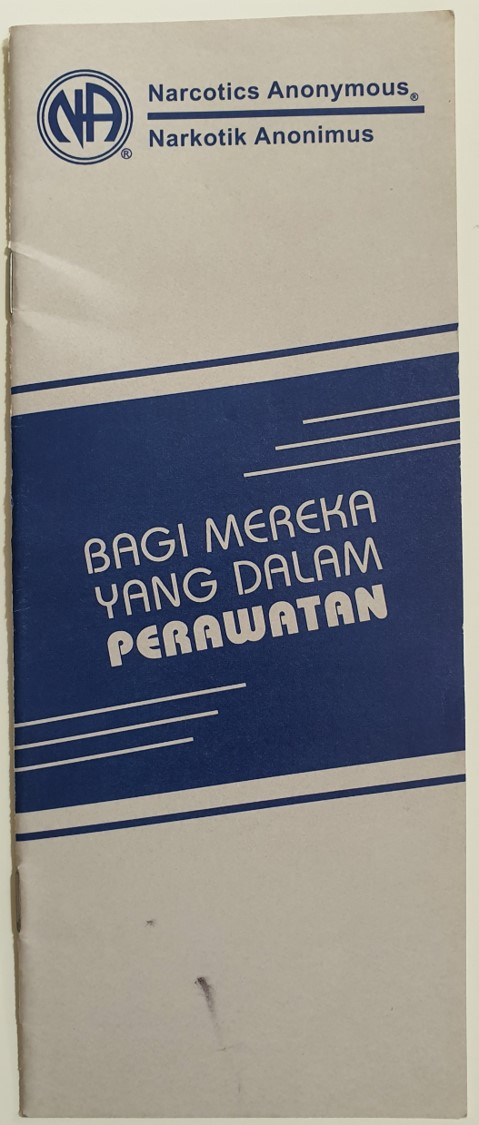 NA®
Narcotics Anonymous®
Narkotik Anonimus
BAGI MEREKA
YANG DALAM
PERAWATAN